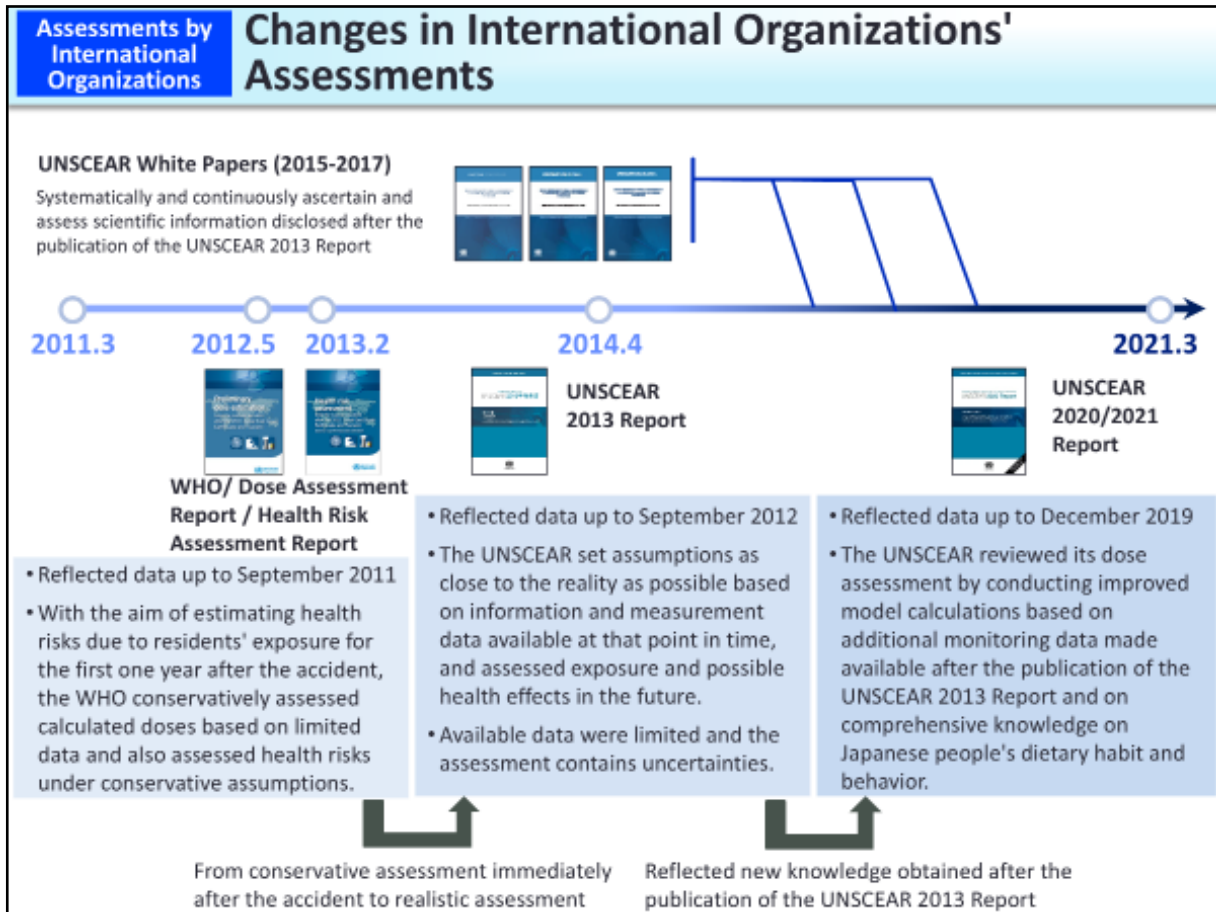 Assessments by
International
Organizations
Changes in International Organizations'
Assessments
UNSCEAR White Papers (2015-2017)
Systematically and continuously ascertain and
assess scientific information disclosed after the
publication of the UNSCEAR 2013 Report
2011.3
2012.5
2013.2
2014.4
2021.3
Preliminary
dose estimation
Health risk
assessment
WHO/ Dose Assessment
Report / Health Risk
Assessment Report
UNSCEAR
2013 Report
UNSCEAR
2020/2021
Report
• Reflected data up to September 2011
• With the aim of estimating health
risks due to residents' exposure for
the first one year after the accident,
the WHO conservatively assessed
calculated doses based on limited
data and also assessed health risks
under conservative assumptions.
• Reflected data up to September 2012
• The UNSCEAR set assumptions as
close to the reality as possible based
on information and measurement
data available at that point in time,
and assessed exposure and possible
health effects in the future.
• Available data were limited and the
assessment contains uncertainties.
• Reflected data up to December 2019
• The UNSCEAR reviewed its dose
assessment by conducting improved
model calculations based on
additional monitoring data made
available after the publication of the
UNSCEAR 2013 Report and on
comprehensive knowledge on
Japanese people's dietary habit and
behavior.
From conservative assessment immediately
after the accident to realistic assessment
Reflected new knowledge obtained after the
publication of the UNSCEAR 2013 Report